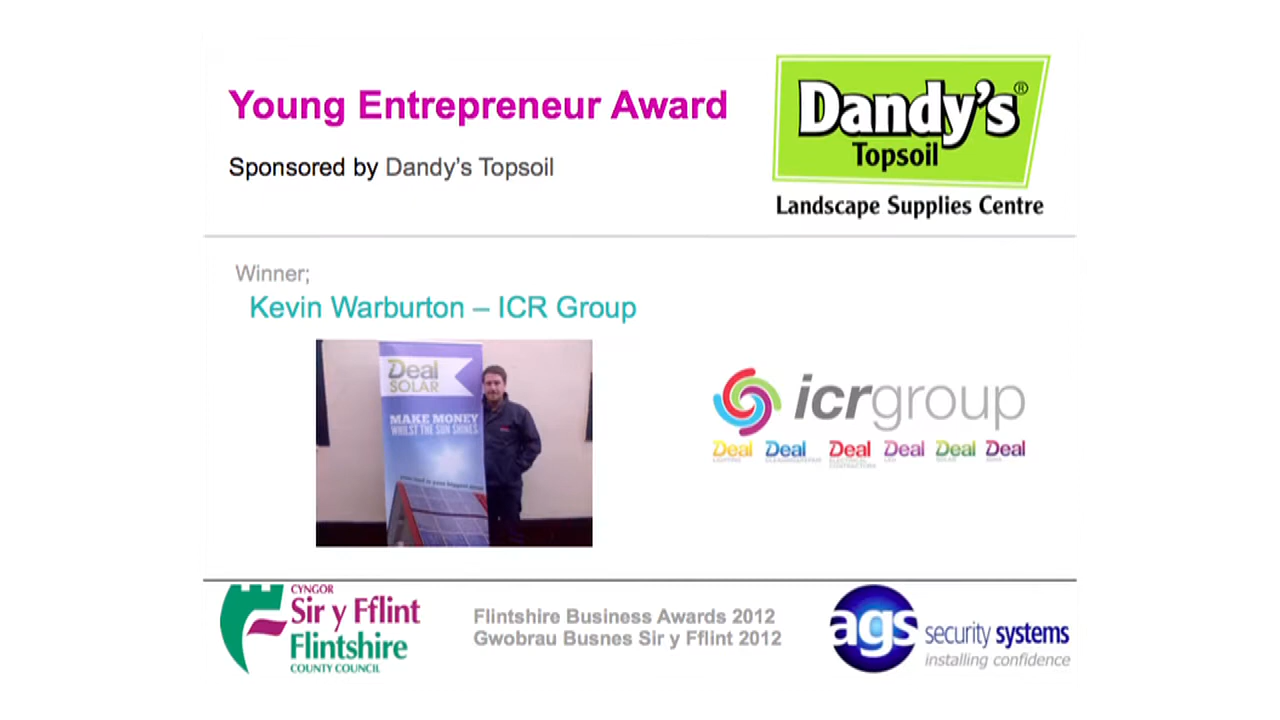 Young Entrepreneur Award
Sponsored by Dandy's Topsoil
Dandy's®
Topsoil
Landscape Supplies Centre
Winner;
Kevin Warburton – ICR Group
Deal
SOLAR
MAKE MONEY
WHILST THE SUN SHINES
icrgroup
Deal Deal Deal Deal Deal Deal
CYNGOR
Sir y Fflint
Flintshire
COUNTY COUNCIL
Flintshire Business Awards 2012
Gwobrau Busnes Sir y Fflint 2012
ags
security systems
installing confidence